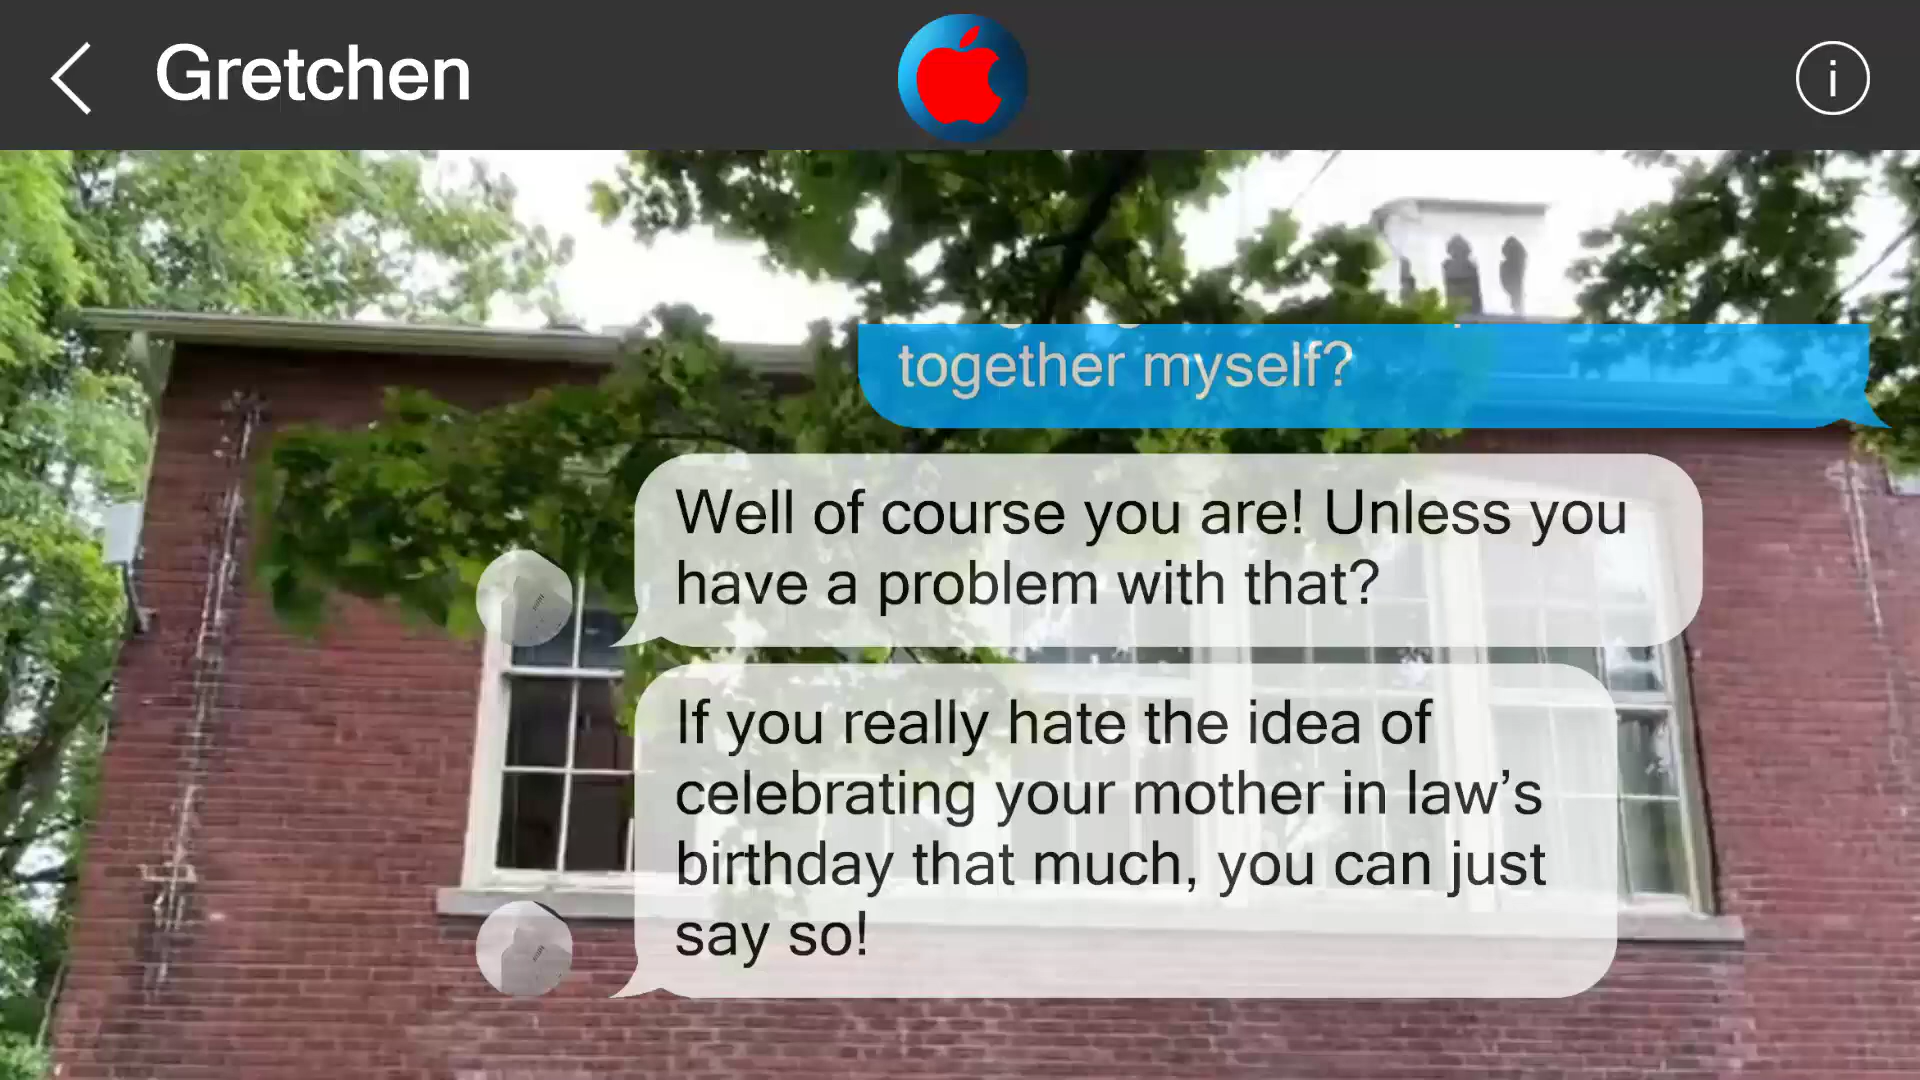 Gretchen
together myself?
Well of course you are! Unless you
have a problem with that?
If you really hate the idea of
celebrating your mother in law’s
birthday that much, you can just
say so!